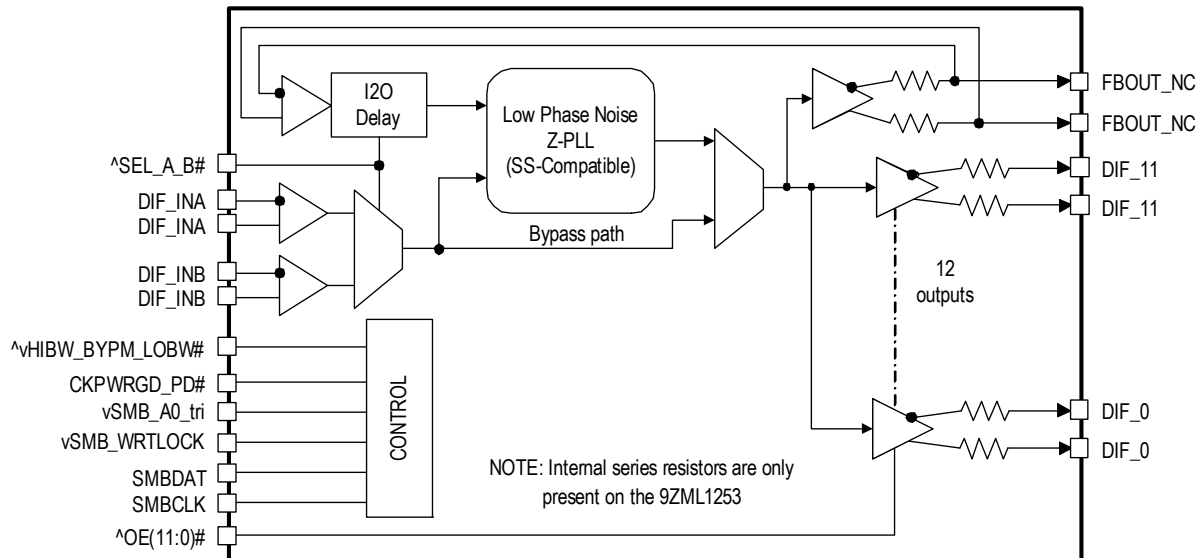 I2O
Delay
Low Phase Noise
Z-PLL
(SS-Compatible)
FBOUT_NC
FBOUT_NC
^SEL_A_B#
DIF_INA
DIF_INA
DIF_INB
DIF_INB
Bypass path
DIF_11
DIF_11
12
outputs
^vHIBW_BYPM_LOBW#
CKPWRGD_PD#
vSMB_A0_tri
vSMB_WRTLOCK
SMBDAT
SMBCLK
^OE(11:0)#
CONTROL
NOTE: Internal series resistors are only
present on the 9ZML1253
DIF_0
DIF_0